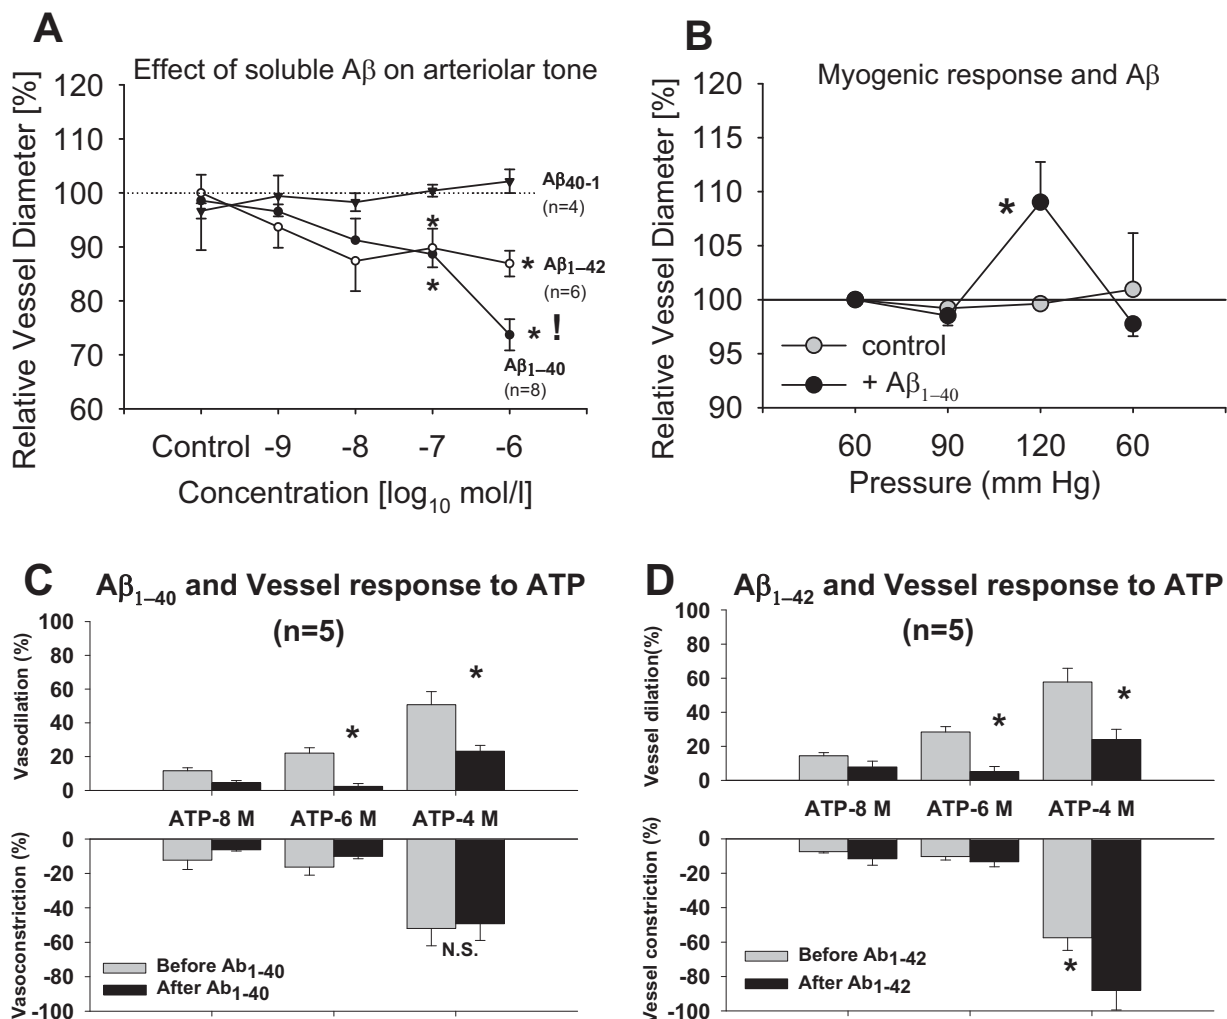 A
Effect of soluble Aβ on arteriolar tone
Relative Vessel Diameter [%]
120
110
100
90
80
70
60
Aβ40-1
(n=4)
*
*
* Aβ1–42
(n=6)
* !
Aβ1–40
(n=8)
Control -9 -8 -7 -6
Concentration [log10 mol/l]
B
Myogenic response and Aβ
Relative Vessel Diameter [%]
120
115
110
105
100
95
90
*
control
+ Aβ1–40
60 90 120 60
Pressure (mm Hg)
C Aβ1–40 and Vessel response to ATP
(n=5)
Vasodilation (%)
100
80
60
40
20
0
*
*
ATP-8 M ATP-6 M ATP-4 M
Vasoconstriction (%)
0
-20
-40
-60
-80
-100
N.S.
Before Ab1-40
After Ab1-40
D Aβ1–42 and Vessel response to ATP
(n=5)
Vessel dilation(%)
100
80
60
40
20
0
*
*
ATP-8 M ATP-6 M ATP-4 M
Vessel constriction (%)
0
-20
-40
-60
-80
-100
*
Before Ab1-42
After Ab1-42